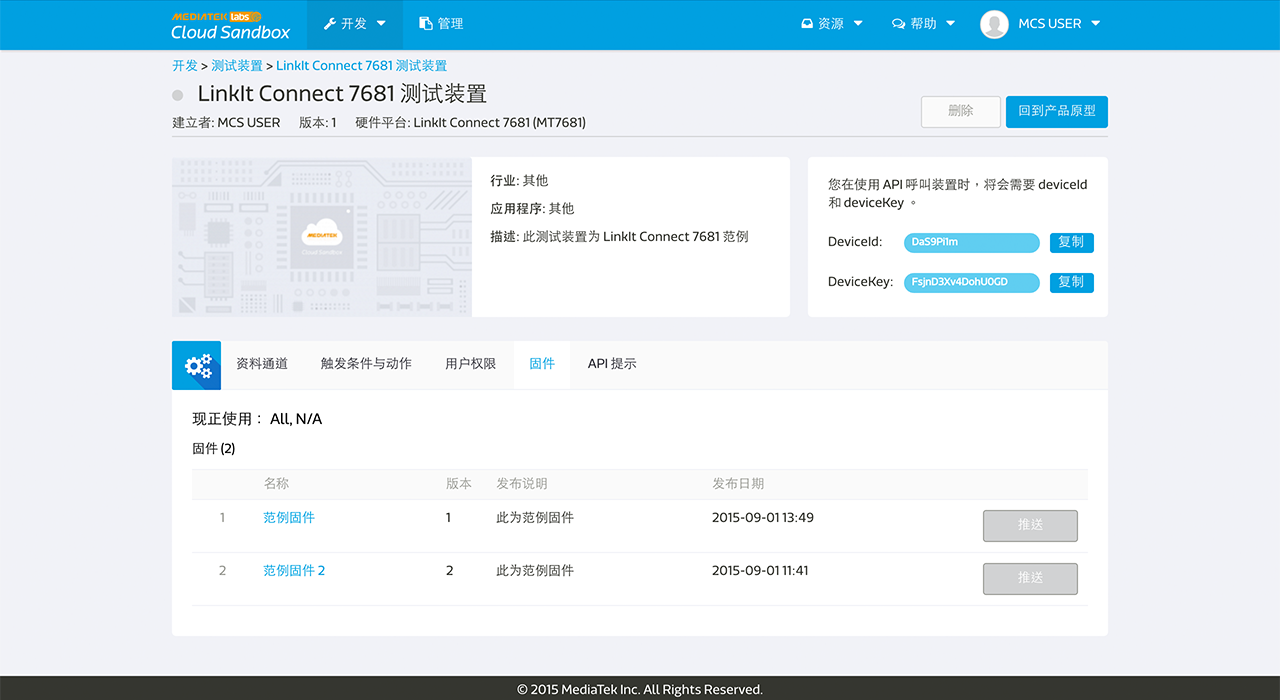 MEDIATEK labs
Cloud Sandbox
开发
管理
资源
帮助
MCS USER
开发 > 测试装置 > LinkIt Connect 7681 测试装置
LinkIt Connect 7681 测试装置
建立者: MCS USER 版本: 1 硬件平台: LinkIt Connect 7681 (MT7681)
删除
回到产品原型
MEDIATEK
Cloud Sandbox
行业: 其他
应用程序: 其他
描述: 此测试装置为 LinkIt Connect 7681 范例
您在使用 API 呼叫装置时，将会需要 deviceId
和 deviceKey 。
DeviceId: DaS9PI1m 复制
DeviceKey: FsjnD3Xv4DohU0GD 复制
资料通道
触发条件与动作
用户权限
固件
API 提示
现正使用： All, N/A
固件 (2)
名称 版本 发布说明 发布日期
1 范例固件 1 此为范例固件 2015-09-01 13:49 推送
2 范例固件 2 2 此为范例固件 2015-09-01 11:41 推送
© 2015 MediaTek Inc. All Rights Reserved.